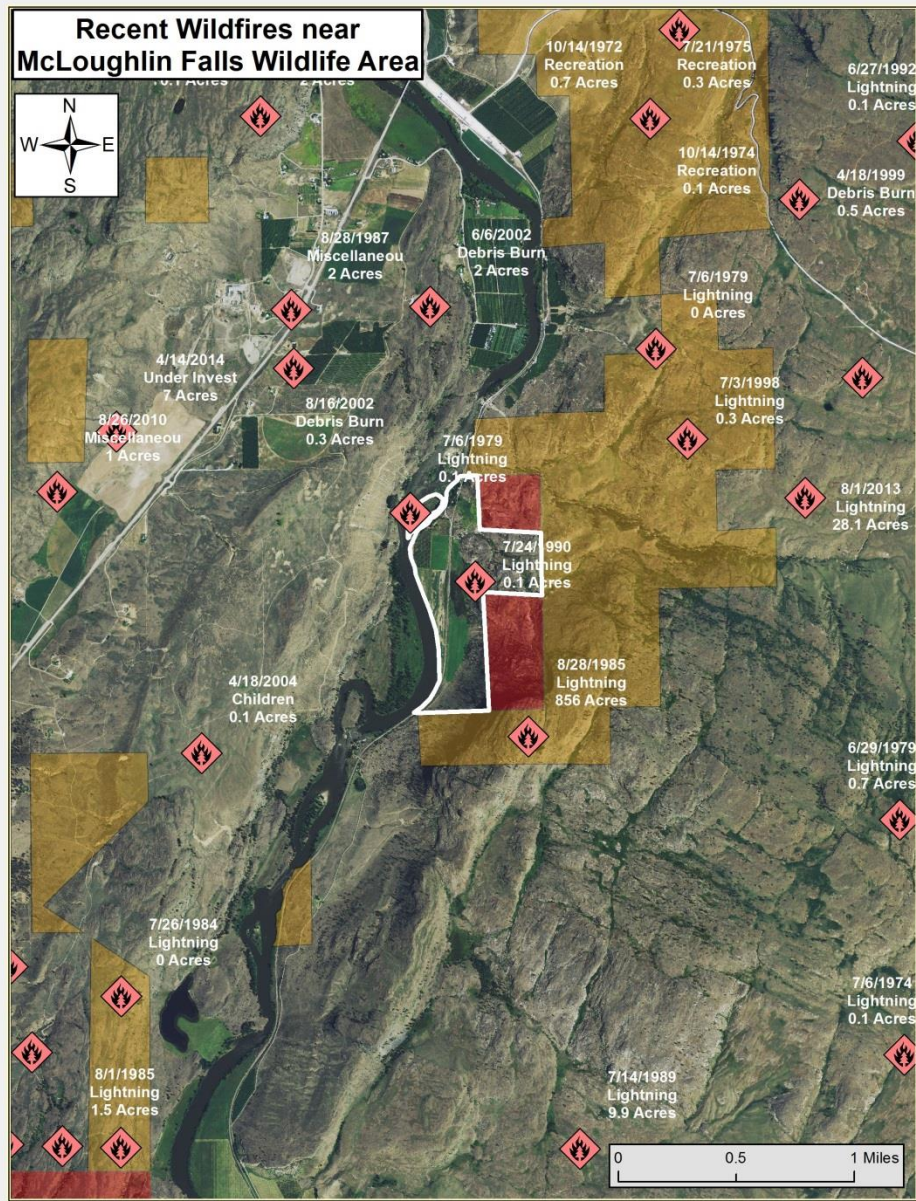 Recent Wildfires near
McLoughlin Falls Wildlife Area
N
W
E
S
2 Acres
10/14/1972
Recreation
0.7 Acres
7/21/1975
Recreation
0.3 Acres
6/27/1992
Lightning
0.1 Acres
10/14/1974
Recreation
0.1 Acres
4/18/1999
Debris Burn
0.5 Acres
8/28/1987
Miscellaneou
2 Acres
6/6/2002
Debris Burn
2 Acres
7/6/1979
Lightning
0 Acres
4/14/2014
Under Invest
7 Acres
7/3/1998
Lightning
0.3 Acres
8/26/2010
Miscellaneou
1 Acres
8/16/2002
Debris Burn
0.3 Acres
7/6/1979
Lightning
0.1 Acres
8/1/2013
Lightning
28.1 Acres
7/24/1990
Lightning
0.1 Acres
8/28/1985
Lightning
856 Acres
4/18/2004
Children
0.1 Acres
6/29/1979
Lightning
0.7 Acres
7/26/1984
Lightning
0 Acres
7/6/1974
Lightning
0.1 Acres
8/1/1985
Lightning
1.5 Acres
7/14/1989
Lightning
9.9 Acres
0
0.5
1 Miles